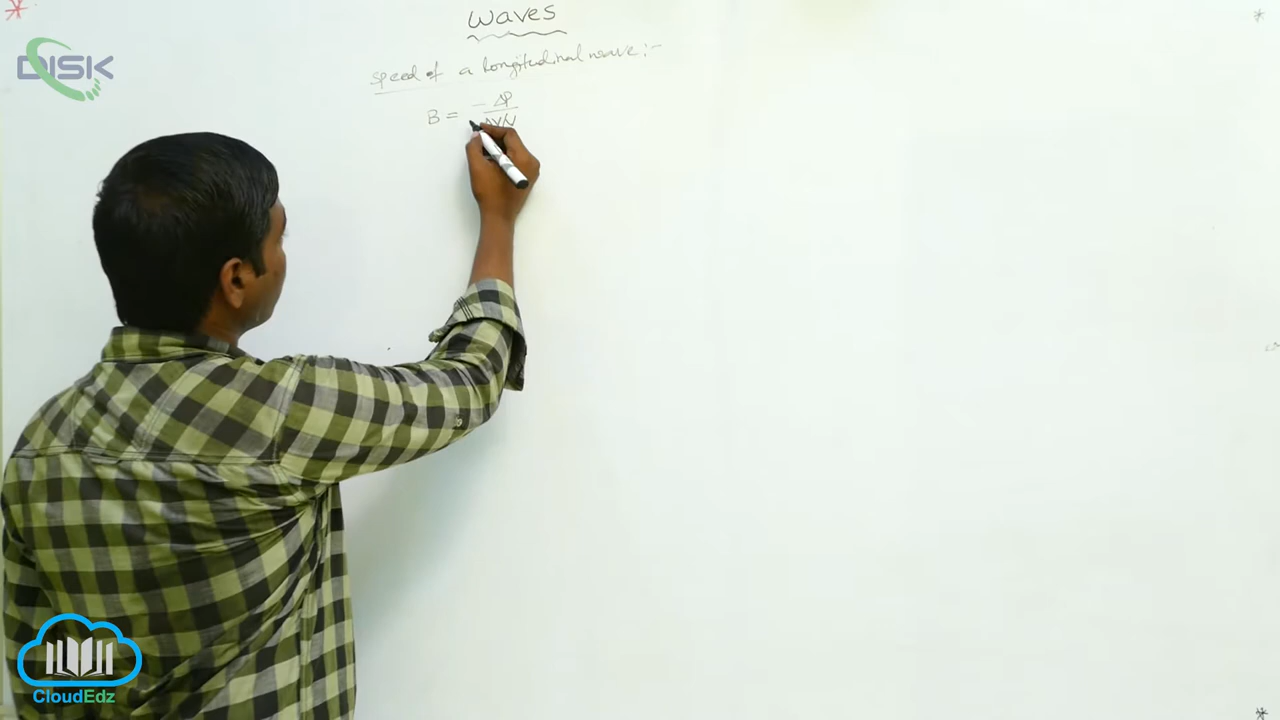 Waves
DISK
Speed of a longitudinal wave :-
B = - ΔP
ΔV/V
CloudEdz